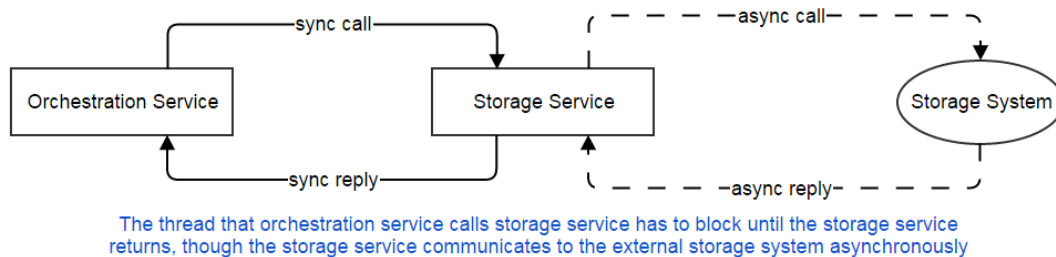 sync call
async call
Orchestration Service
Storage Service
Storage System
sync reply
async reply
The thread that orchestration service calls storage service has to block until the storage service
returns, though the storage service communicates to the external storage system asynchronously